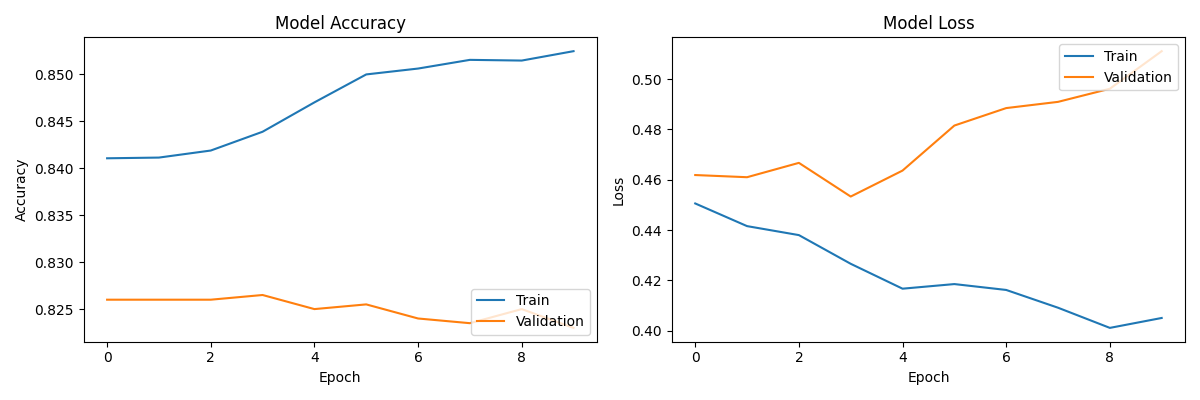 Model Accuracy
Accuracy
0.850
0.845
0.840
0.835
0.830
0.825
Train
Validation
0 2 4 6 8
Epoch
Model Loss
Loss
Train
Validation
0.50
0.48
0.46
0.44
0.42
0.40
0 2 4 6 8
Epoch